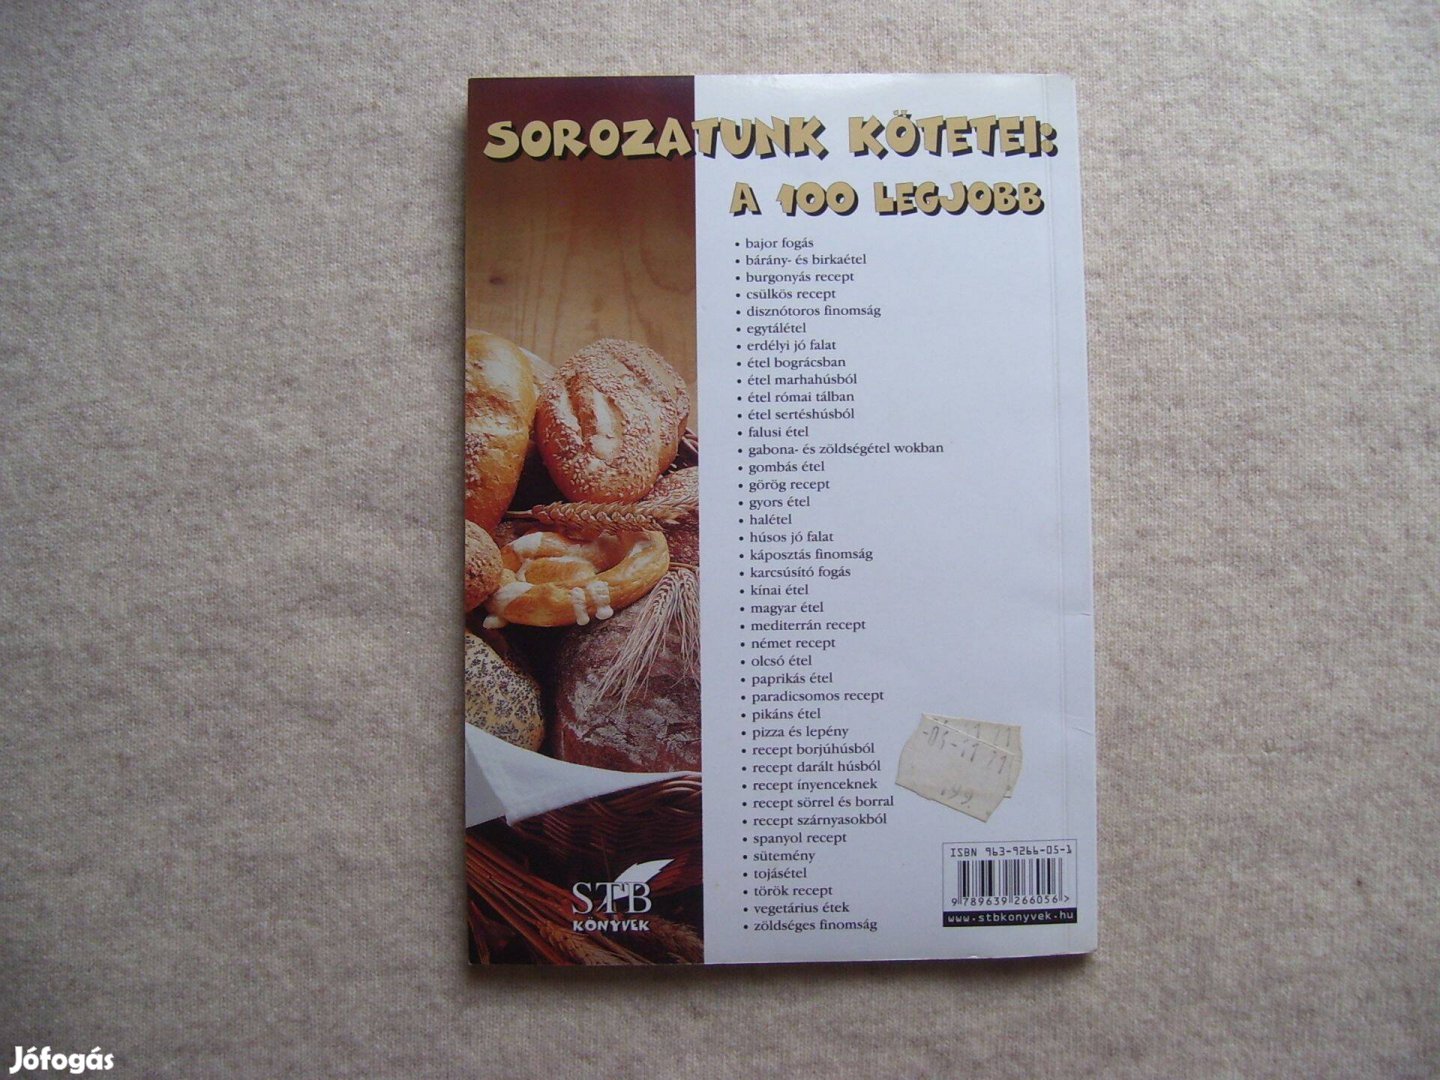 SOROZATUNK KÖTETEI:
A 100 LEGJOBB
• bajor fogás
• bárány- és birkaétel
• burgonyás recept
• csülkös recept
• disznótoros finomság
• egytálétel
• erdélyi jó falat
• étel bográcsban
• étel marhahúsból
• étel római tálban
• étel sertéshúsból
• falusi étel
• gabona- és zöldségétel wokban
• gombás étel
• görög recept
• gyors étel
• halétel
• húsos jó falat
• káposztás finomság
• karcsúsító fogás
• kínai étel
• magyar étel
• mediterrán recept
• német recept
• olcsó étel
• paprikás étel
• paradicsomos recept
• pikáns étel
• pizza és lepény
• recept borjúhúsból
• recept darált húsból
• recept ínyenceknek
• recept sörrel és borral
• recept szárnyasokból
• spanyol recept
• sütemény
• tojásétel
• török recept
• vegetárius étek
• zöldséges finomság
STB
KÖNYVEK
ISBN 963-9266-05-1
9 789639 266056 >
www.stbkonyvek.hu
Jófogás